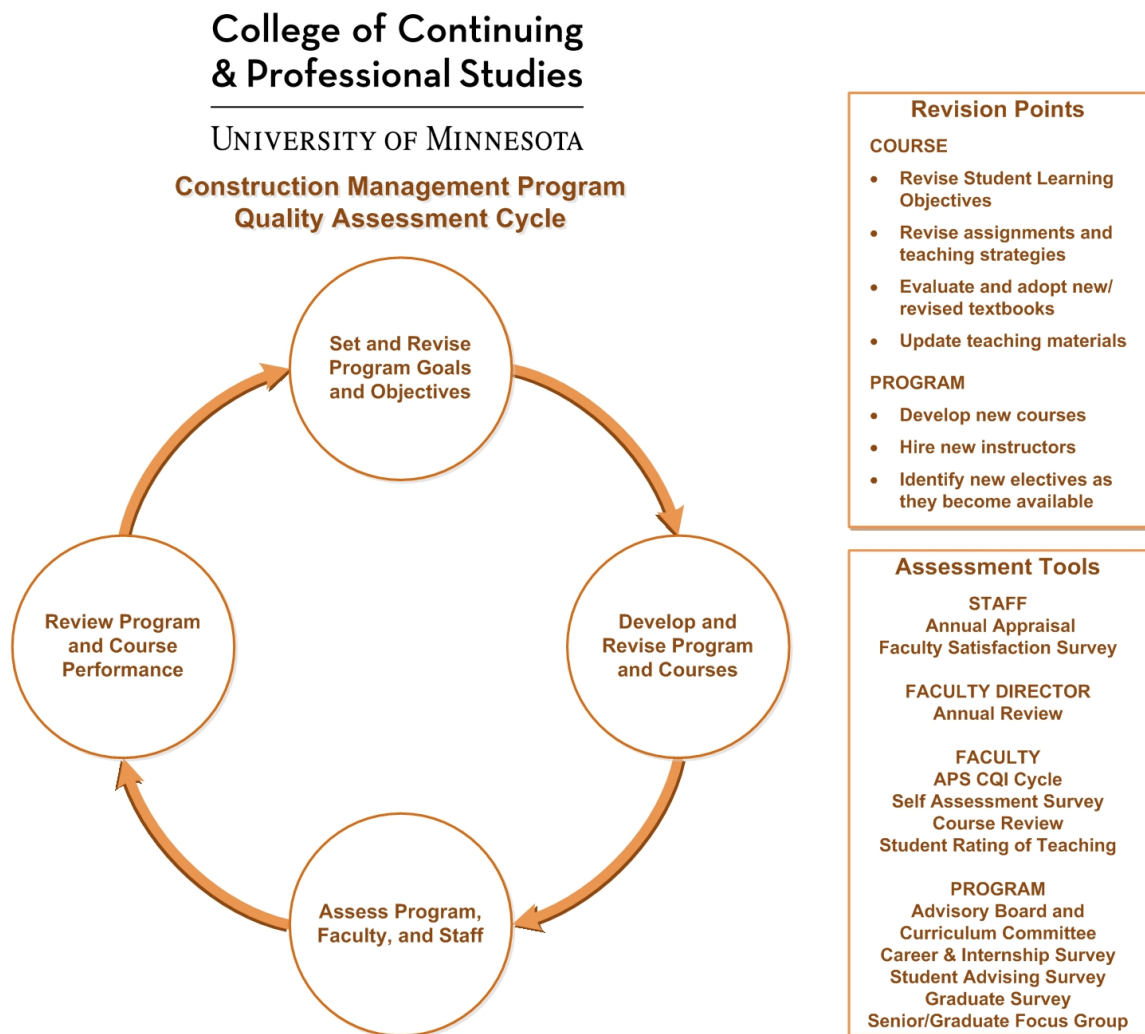 College of Continuing
& Professional Studies
UNIVERSITY OF MINNESOTA
Construction Management Program
Quality Assessment Cycle
Set and Revise
Program Goals
and Objectives
Develop and
Revise Program
and Courses
Assess Program,
Faculty, and Staff
Review Program
and Course
Performance
Revision Points
COURSE
• Revise Student Learning
Objectives
• Revise assignments and
teaching strategies
• Evaluate and adopt new/
revised textbooks
• Update teaching materials
PROGRAM
• Develop new courses
• Hire new instructors
• Identify new electives as
they become available
Assessment Tools
STAFF
Annual Appraisal
Faculty Satisfaction Survey
FACULTY DIRECTOR
Annual Review
FACULTY
APS CQI Cycle
Self Assessment Survey
Course Review
Student Rating of Teaching
PROGRAM
Advisory Board and
Curriculum Committee
Career & Internship Survey
Student Advising Survey
Graduate Survey
Senior/Graduate Focus Group